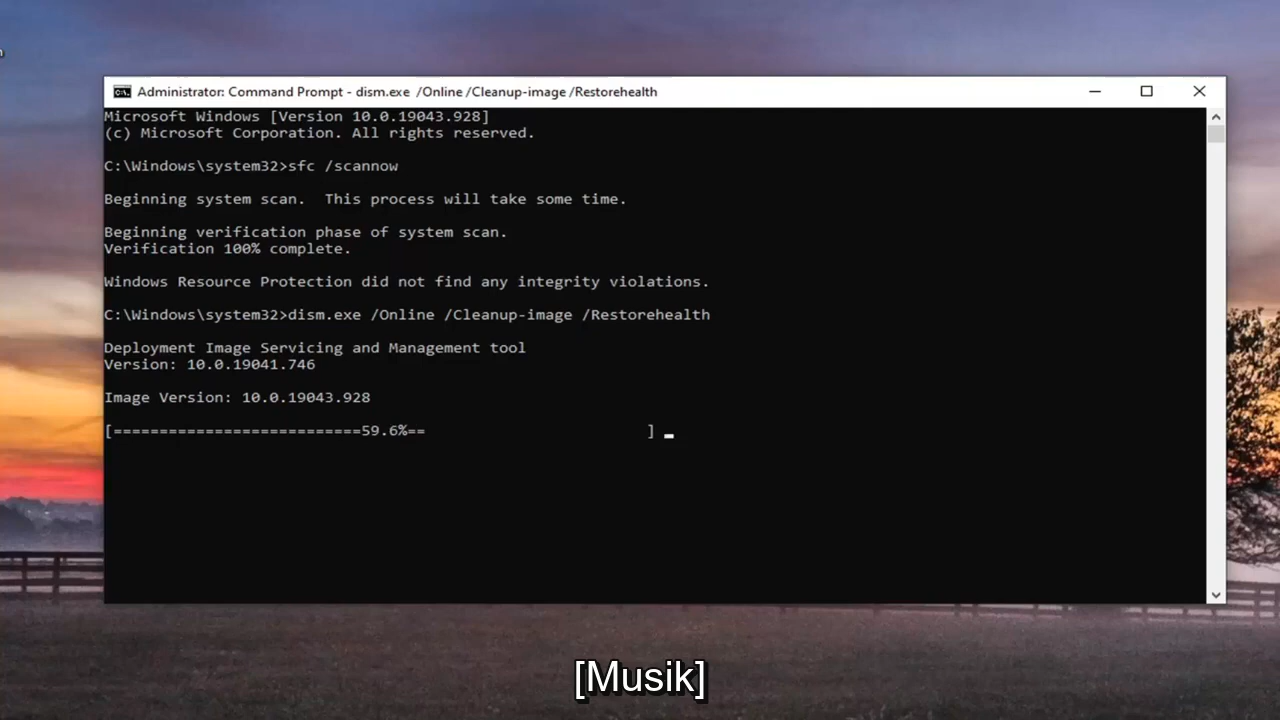 Administrator: Command Prompt - dism.exe  /Online /Cleanup-image /Restorehealth
Microsoft Windows [Version 10.0.19043.928]
(c) Microsoft Corporation. All rights reserved.
C:\Windows\system32>sfc /scannow
Beginning system scan.  This process will take some time.
Beginning verification phase of system scan.
Verification 100% complete.
Windows Resource Protection did not find any integrity violations.
C:\Windows\system32>dism.exe /Online /Cleanup-image /Restorehealth
Deployment Image Servicing and Management tool
Version: 10.0.19041.746
Image Version: 10.0.19043.928
[===========================59.6%==                        ]
[Musik]